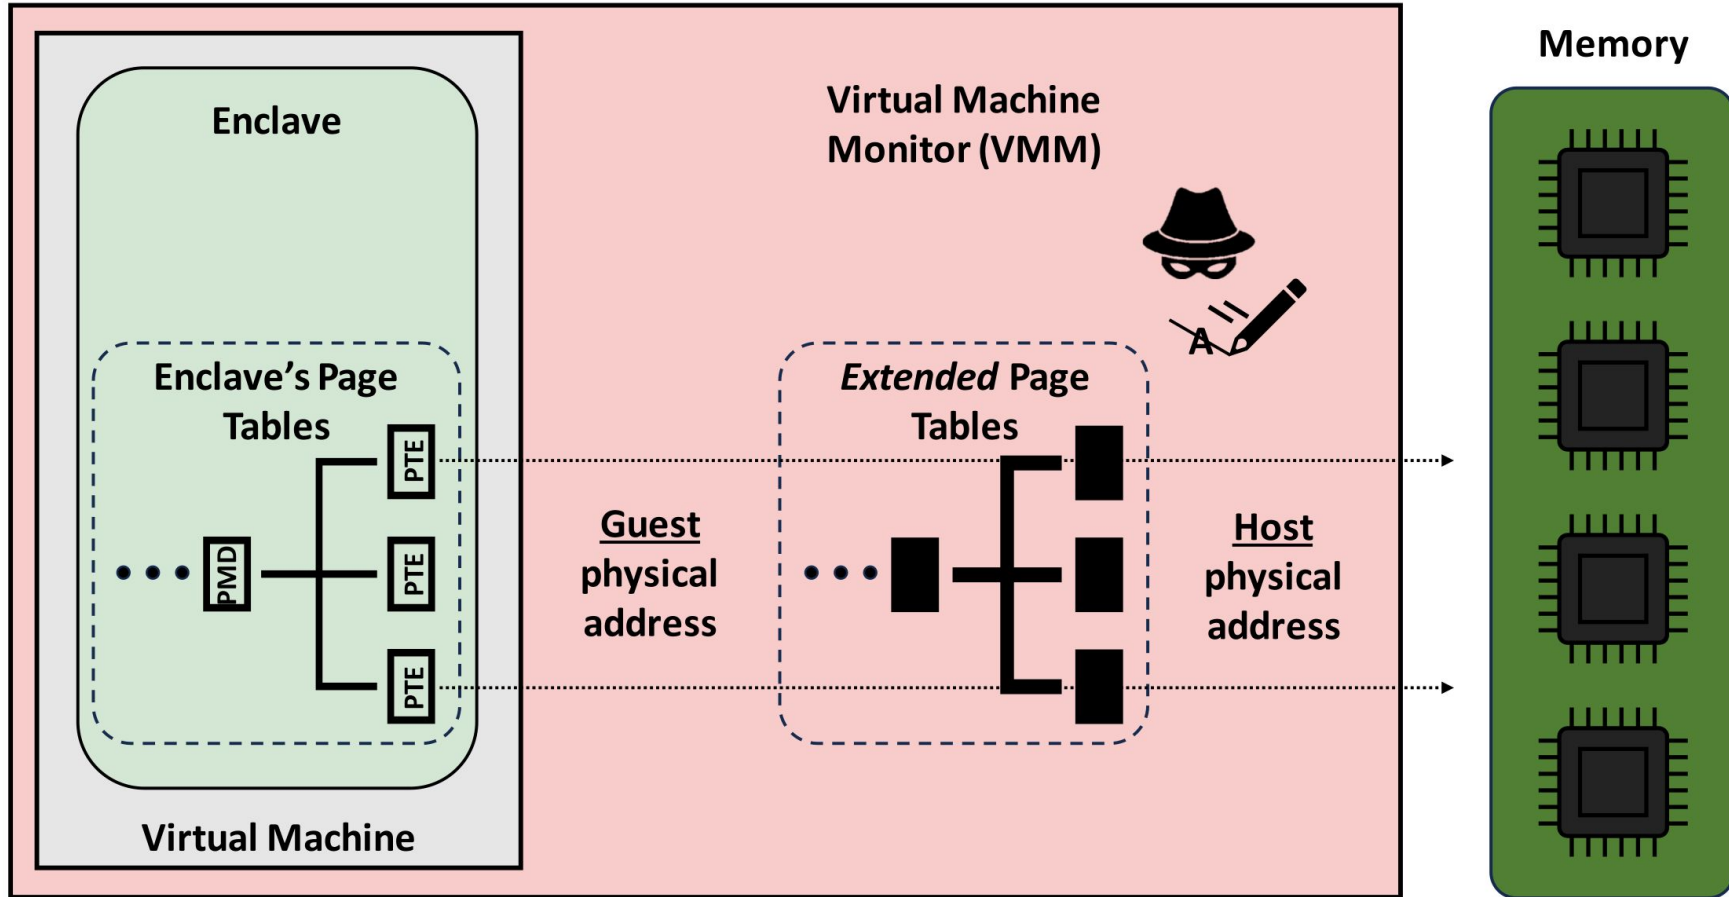 Memory
Virtual Machine
Monitor (VMM)
Enclave
A
Enclave’s Page
Tables
PTE
PMD
PTE
PTE
Guest
physical
address
Extended Page
Tables
Host
physical
address
Virtual Machine